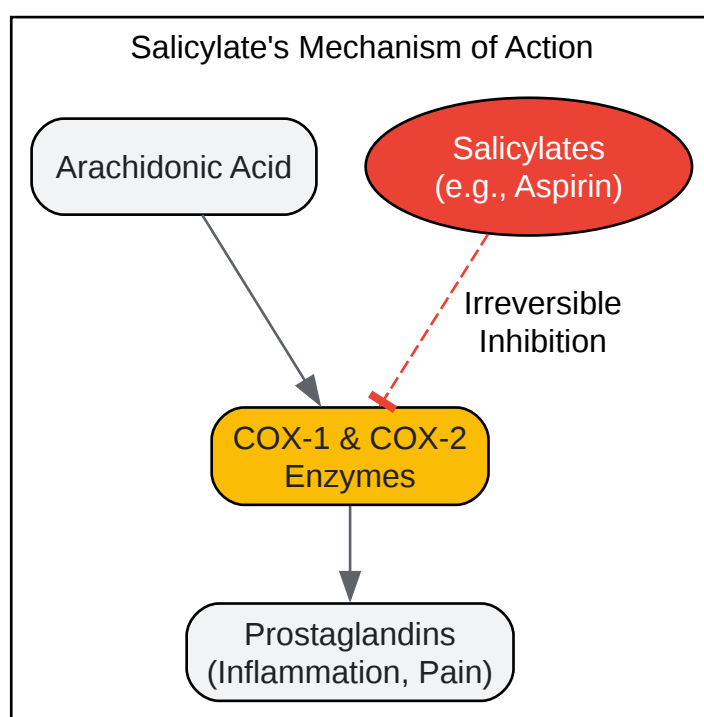 Salicylate's Mechanism of Action
Arachidonic Acid
Salicylates
(e.g., Aspirin)
Irreversible
Inhibition
COX-1 & COX-2
Enzymes
Prostaglandins
(Inflammation, Pain)